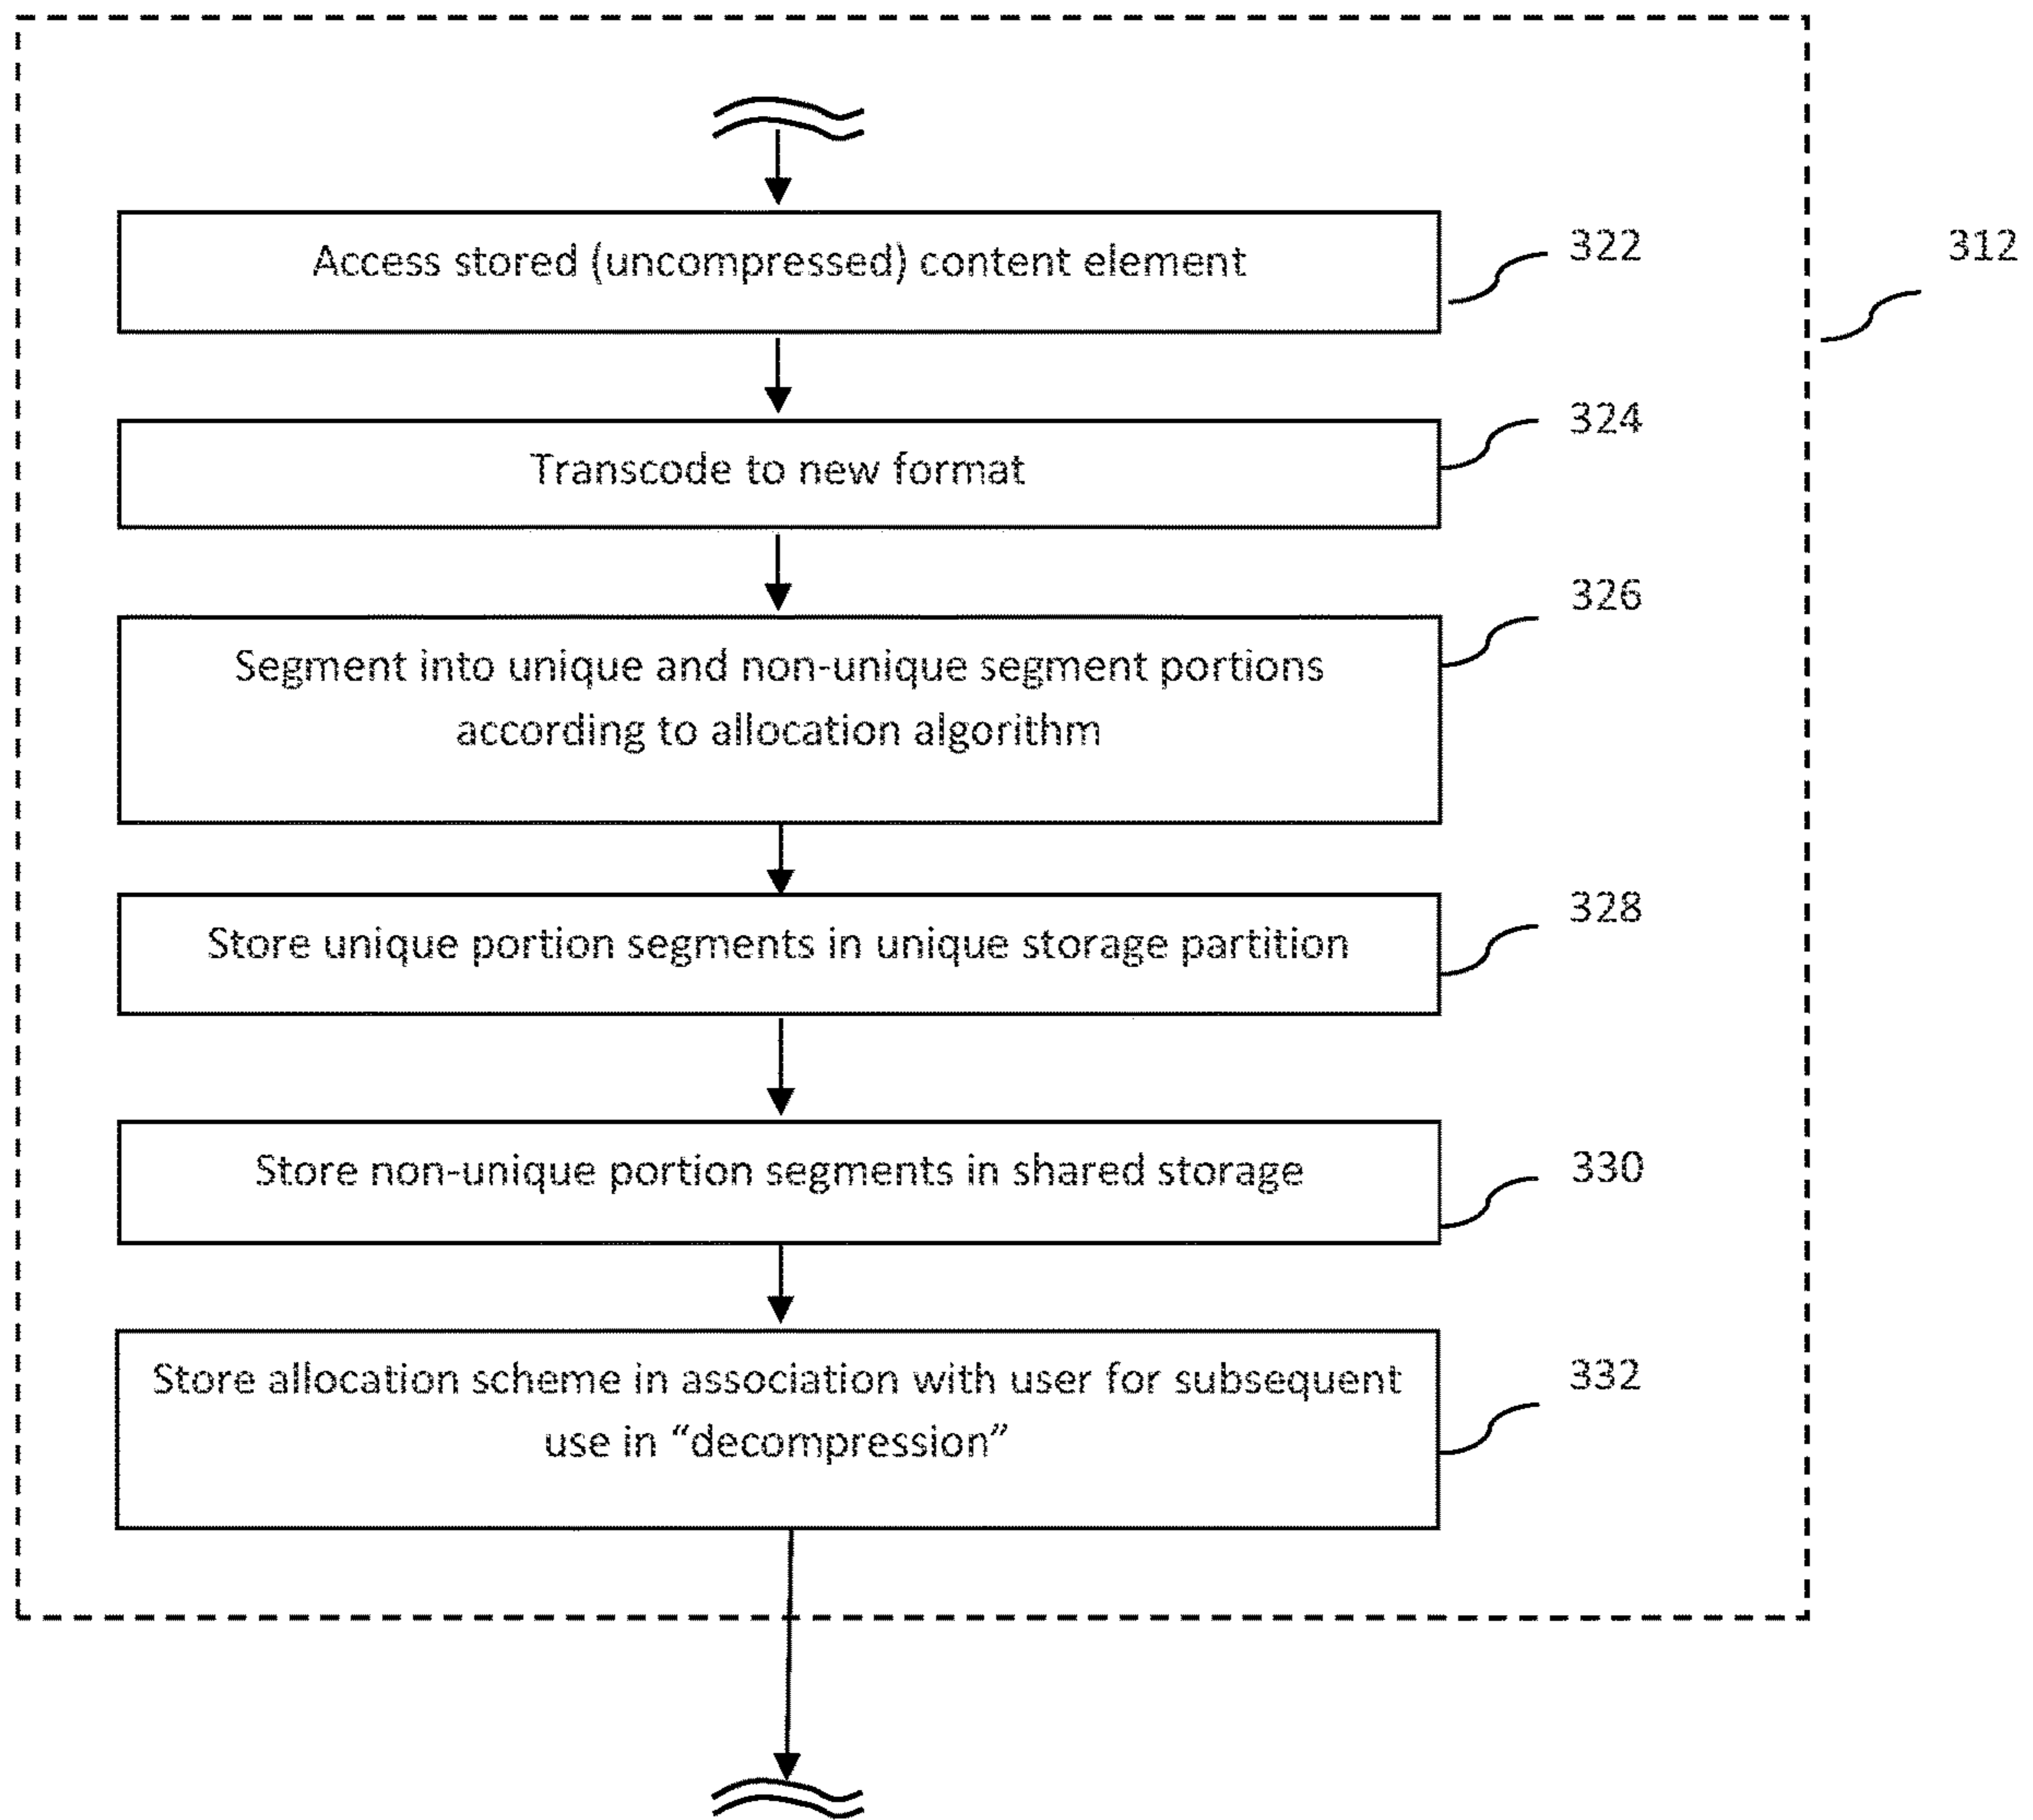 Access stored (uncompressed) content element
322
312
Transcode to new format
324
Segment into unique and non-unique segment portions
according to allocation algorithm
326
Store unique portion segments in unique storage partition
328
Store non-unique portion segments in shared storage
330
Store allocation scheme in association with user for subsequent
use in “decompression”
332